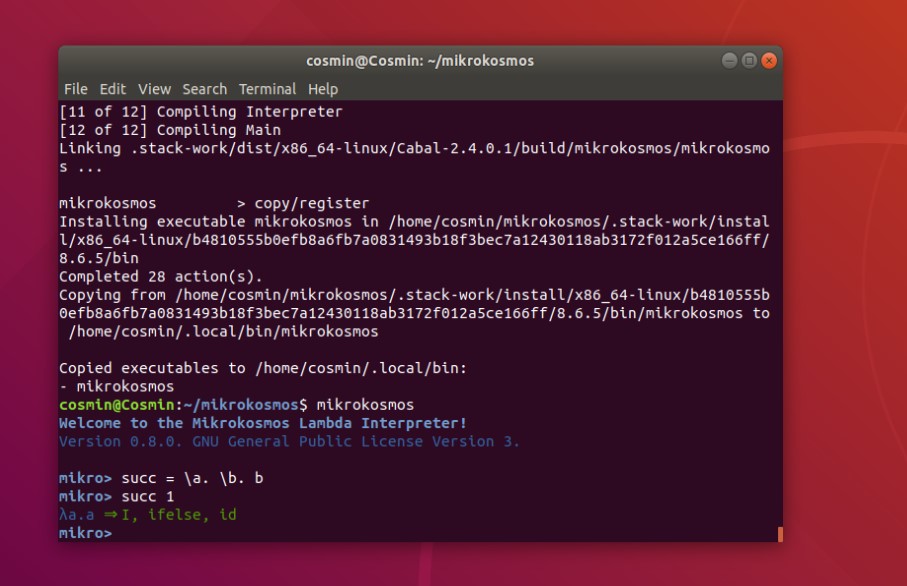 cosmin@Cosmin: ~/mikrokosmos
File Edit View Search Terminal Help
[11 of 12] Compiling Interpreter
[12 of 12] Compiling Main
Linking .stack-work/dist/x86_64-linux/Cabal-2.4.0.1/build/mikrokosmos/mikrokosmo
s ...
mikrokosmos > copy/register
Installing executable mikrokosmos in /home/cosmin/mikrokosmos/.stack-work/instal
l/x86_64-linux/b4810555b0efb8a6fb7a0831493b18f3bec7a12430118ab3172f012a5ce166ff/
8.6.5/bin
Completed 28 action(s).
Copying from /home/cosmin/mikrokosmos/.stack-work/install/x86_64-linux/b4810555b
0efb8a6fb7a0831493b18f3bec7a12430118ab3172f012a5ce166ff/8.6.5/bin/mikrokosmos to
/home/cosmin/.local/bin/mikrokosmos
Copied executables to /home/cosmin/.local/bin:
- mikrokosmos
cosmin@Cosmin:~/mikrokosmos$ mikrokosmos
Welcome to the Mikrokosmos Lambda Interpreter!
Version 0.8.0. GNU General Public License Version 3.
mikro> succ = \a. \b. b
mikro> succ 1
λa.a ⇒ I, ifelse, id
mikro>